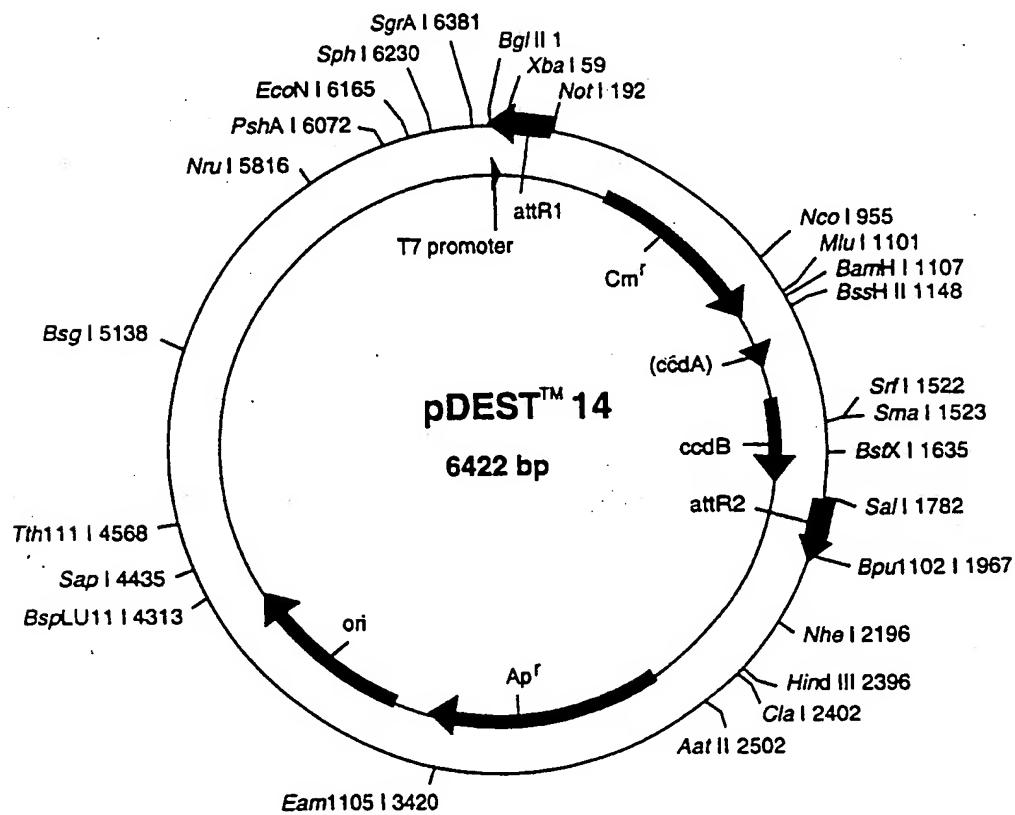 SgrA I 6381
Sph I 6230
EcoN I 6165
PshA I 6072
Nru I 5816
Bgl II 1
Xba I 59
Not I 192
attR1
T7 promoter
Cmr
Nco I 955
Mlu I 1101
BamH I 1107
BssH II 1148
Bsg I 5138
(ccdA)
pDEST™ 14
6422 bp
Srf I 1522
Sma I 1523
ccdB
BstX I 1635
attR2
Sal I 1782
Tth111 I 4568
Sap I 4435
BspLU11 I 4313
Bpu1102 I 1967
ori
Nhe I 2196
Apr
Hind III 2396
Cla I 2402
Aat II 2502
Eam1105 I 3420